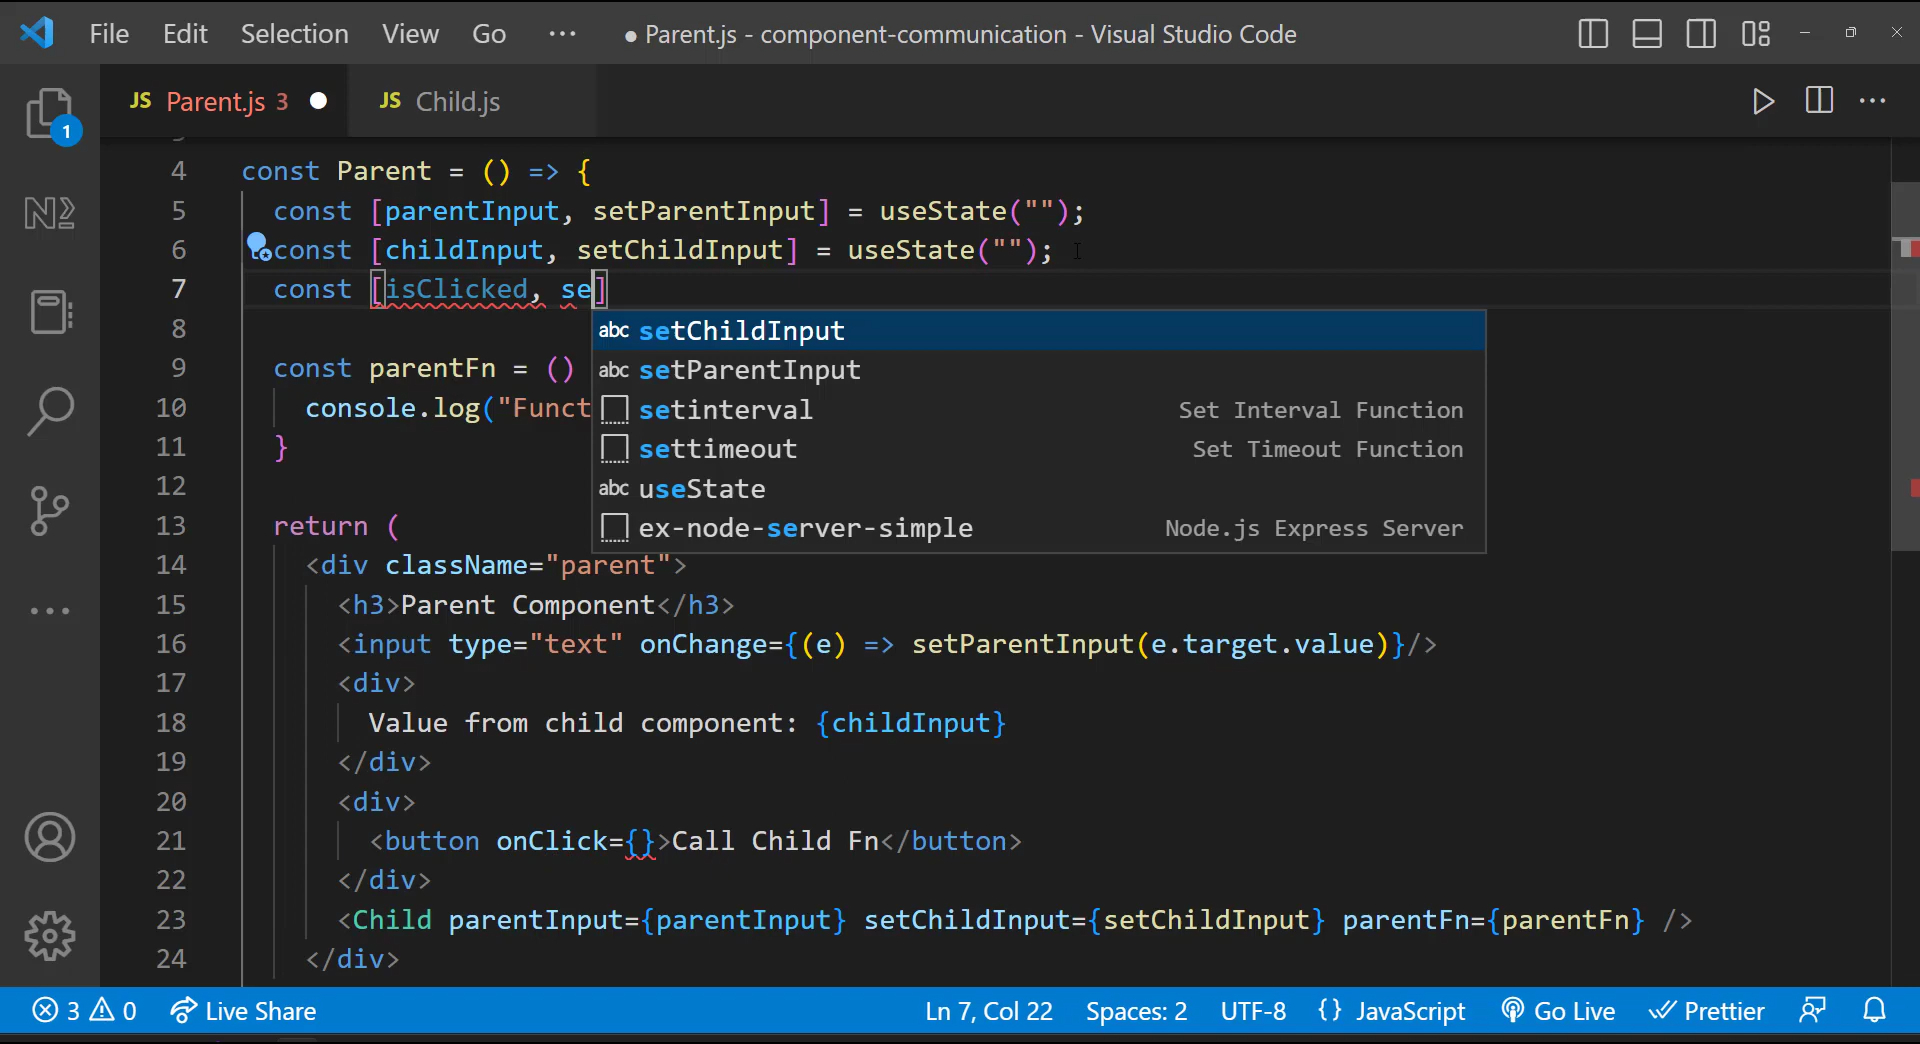 File Edit Selection View Go ··· ● Parent.js - component-communication - Visual Studio Code
JS Parent.js 3 ● JS Child.js
1
4 const Parent = () => {
5 const [parentInput, setParentInput] = useState("");
6 const [childInput, setChildInput] = useState("");
7 const [isClicked, se]
8
abc setChildInput
abc setParentInput
setinterval Set Interval Function
settimeout Set Timeout Function
abc useState
ex-node-server-simple Node.js Express Server
9 const parentFn = ()
10 console.log("Funct
11 }
12
13 return (
14 <div className="parent">
15 <h3>Parent Component</h3>
16 <input type="text" onChange={(e) => setParentInput(e.target.value)}/>
17 <div>
18 Value from child component: {childInput}
19 </div>
20 <div>
21 <button onClick={}>Call Child Fn</button>
22 </div>
23 <Child parentInput={parentInput} setChildInput={setChildInput} parentFn={parentFn} />
24 </div>
3 0 Live Share Ln 7, Col 22 Spaces: 2 UTF-8 {} JavaScript Go Live Prettier